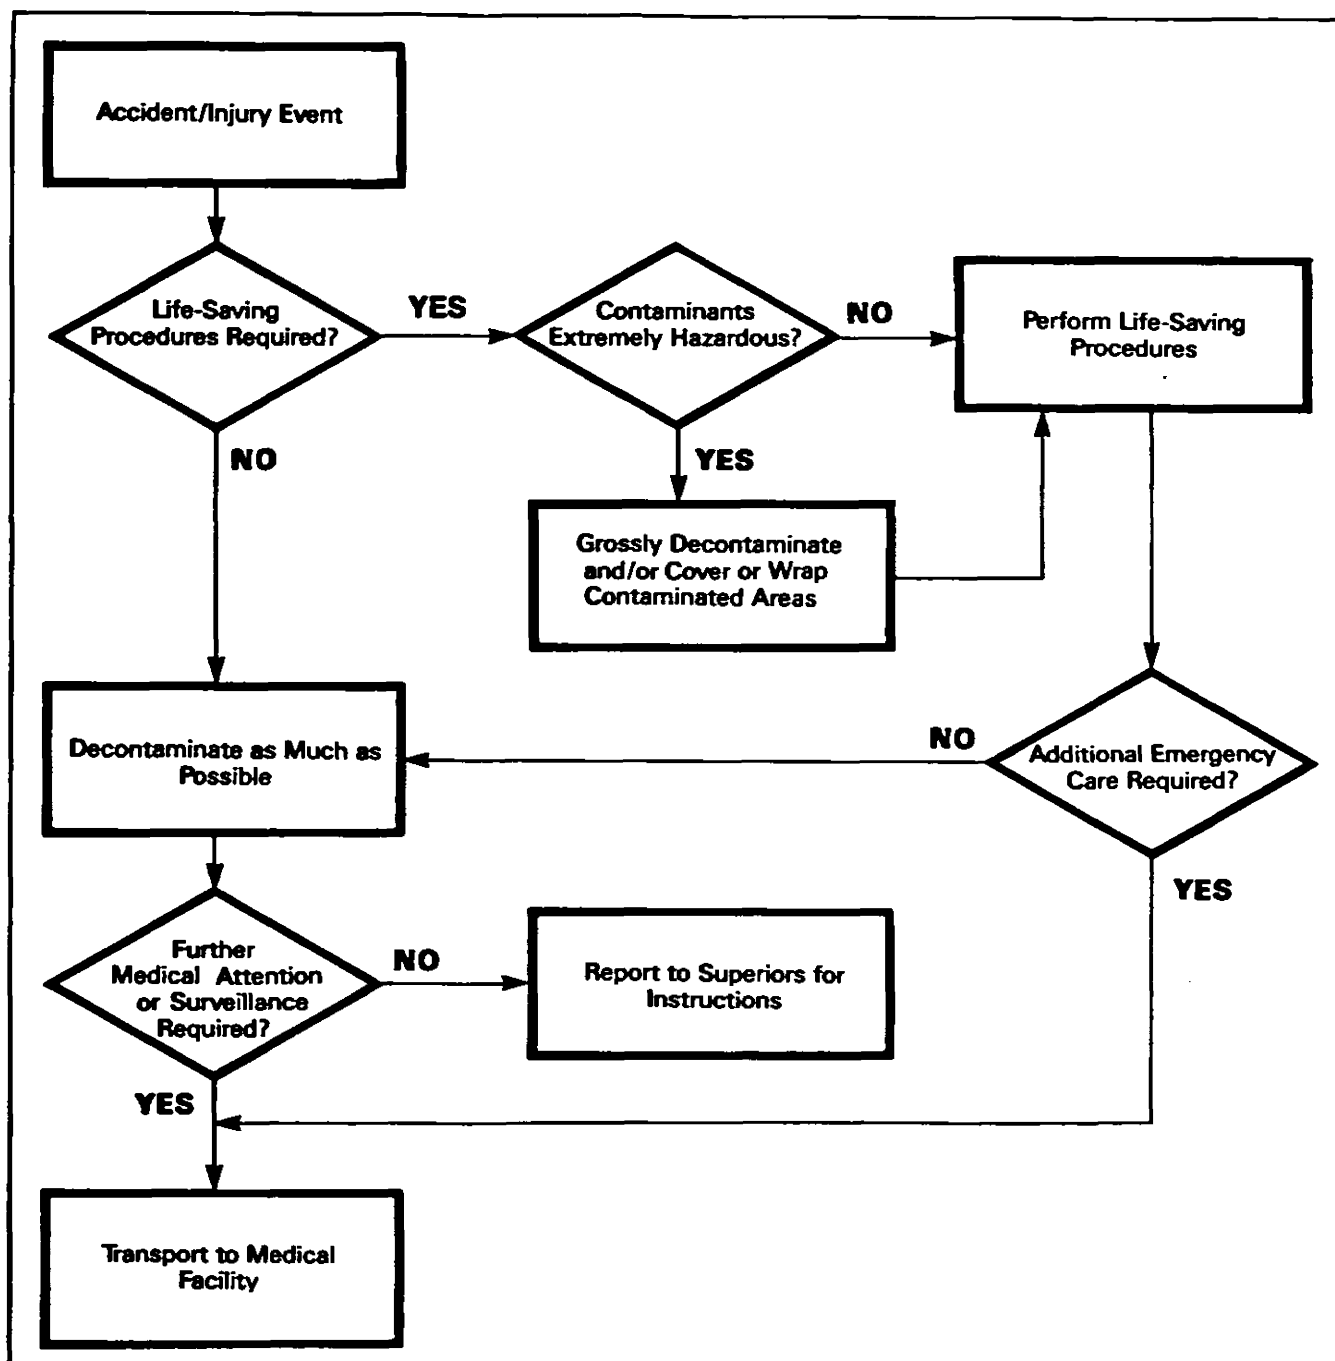 Accident/Injury Event
Life-Saving
Procedures Required?
YES
Contaminants
Extremely Hazardous?
NO
Perform Life-Saving
Procedures
NO
YES
Grossly Decontaminate
and/or Cover or Wrap
Contaminated Areas
Decontaminate as Much as
Possible
NO
Additional Emergency
Care Required?
YES
Further
Medical Attention
or Surveillance
Required?
NO
Report to Superiors for
Instructions
YES
Transport to Medical
Facility